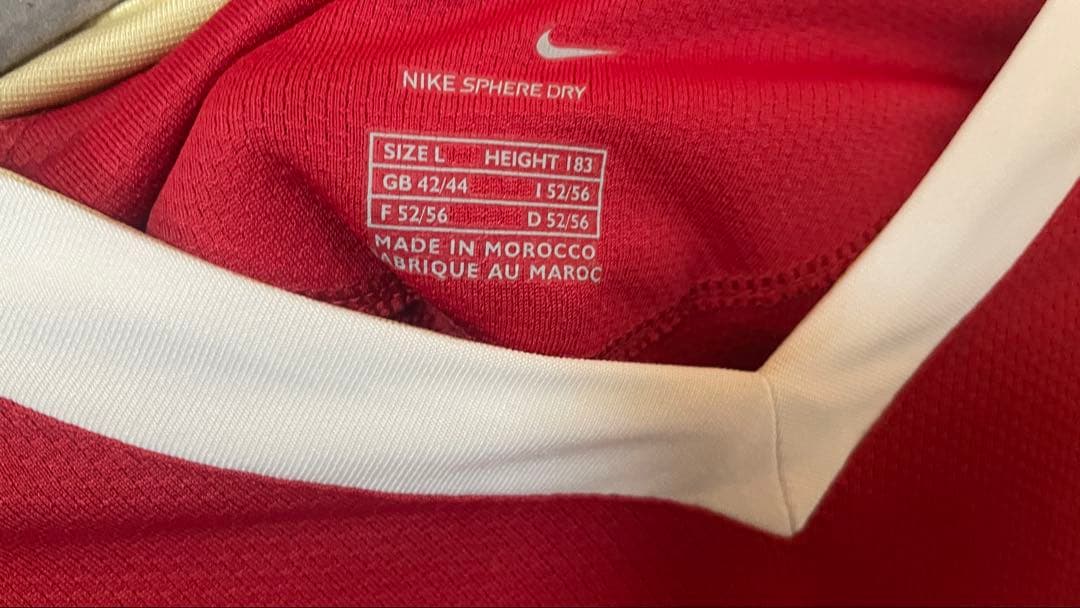 NIKE SPHERE DRY
SIZE L HEIGHT 183
GB 42/44 I 52/56
F 52/56 D 52/56
MADE IN MOROCCO
ABRIQUE AU MAROC